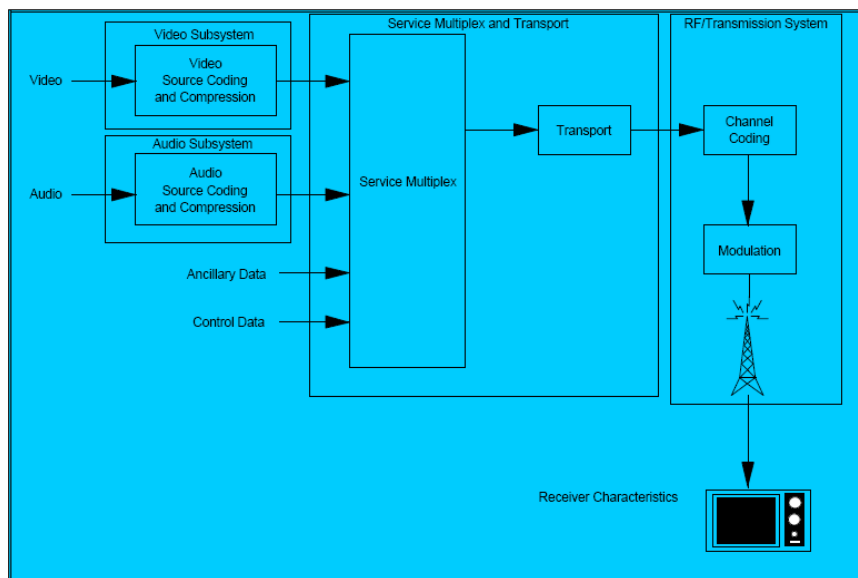 Video Subsystem
Service Multiplex and Transport
RF/Transmission System
Video
Video
Source Coding
and Compression
Audio Subsystem
Audio
Audio
Source Coding
and Compression
Service Multiplex
Transport
Channel
Coding
Modulation
Ancillary Data
Control Data
Receiver Characteristics